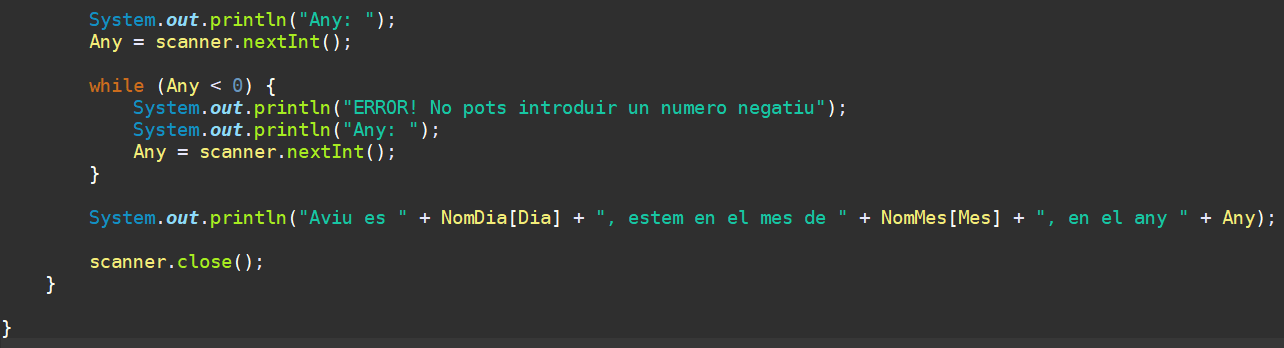 System.out.println("Any: ");
Any = scanner.nextInt();
while (Any < 0) {
System.out.println("ERROR! No pots introduir un numero negatiu");
System.out.println("Any: ");
Any = scanner.nextInt();
}
System.out.println("Aviu es " + NomDia[Dia] + ", estem en el mes de " + NomMes[Mes] + ", en el any " + Any);
scanner.close();
}
}